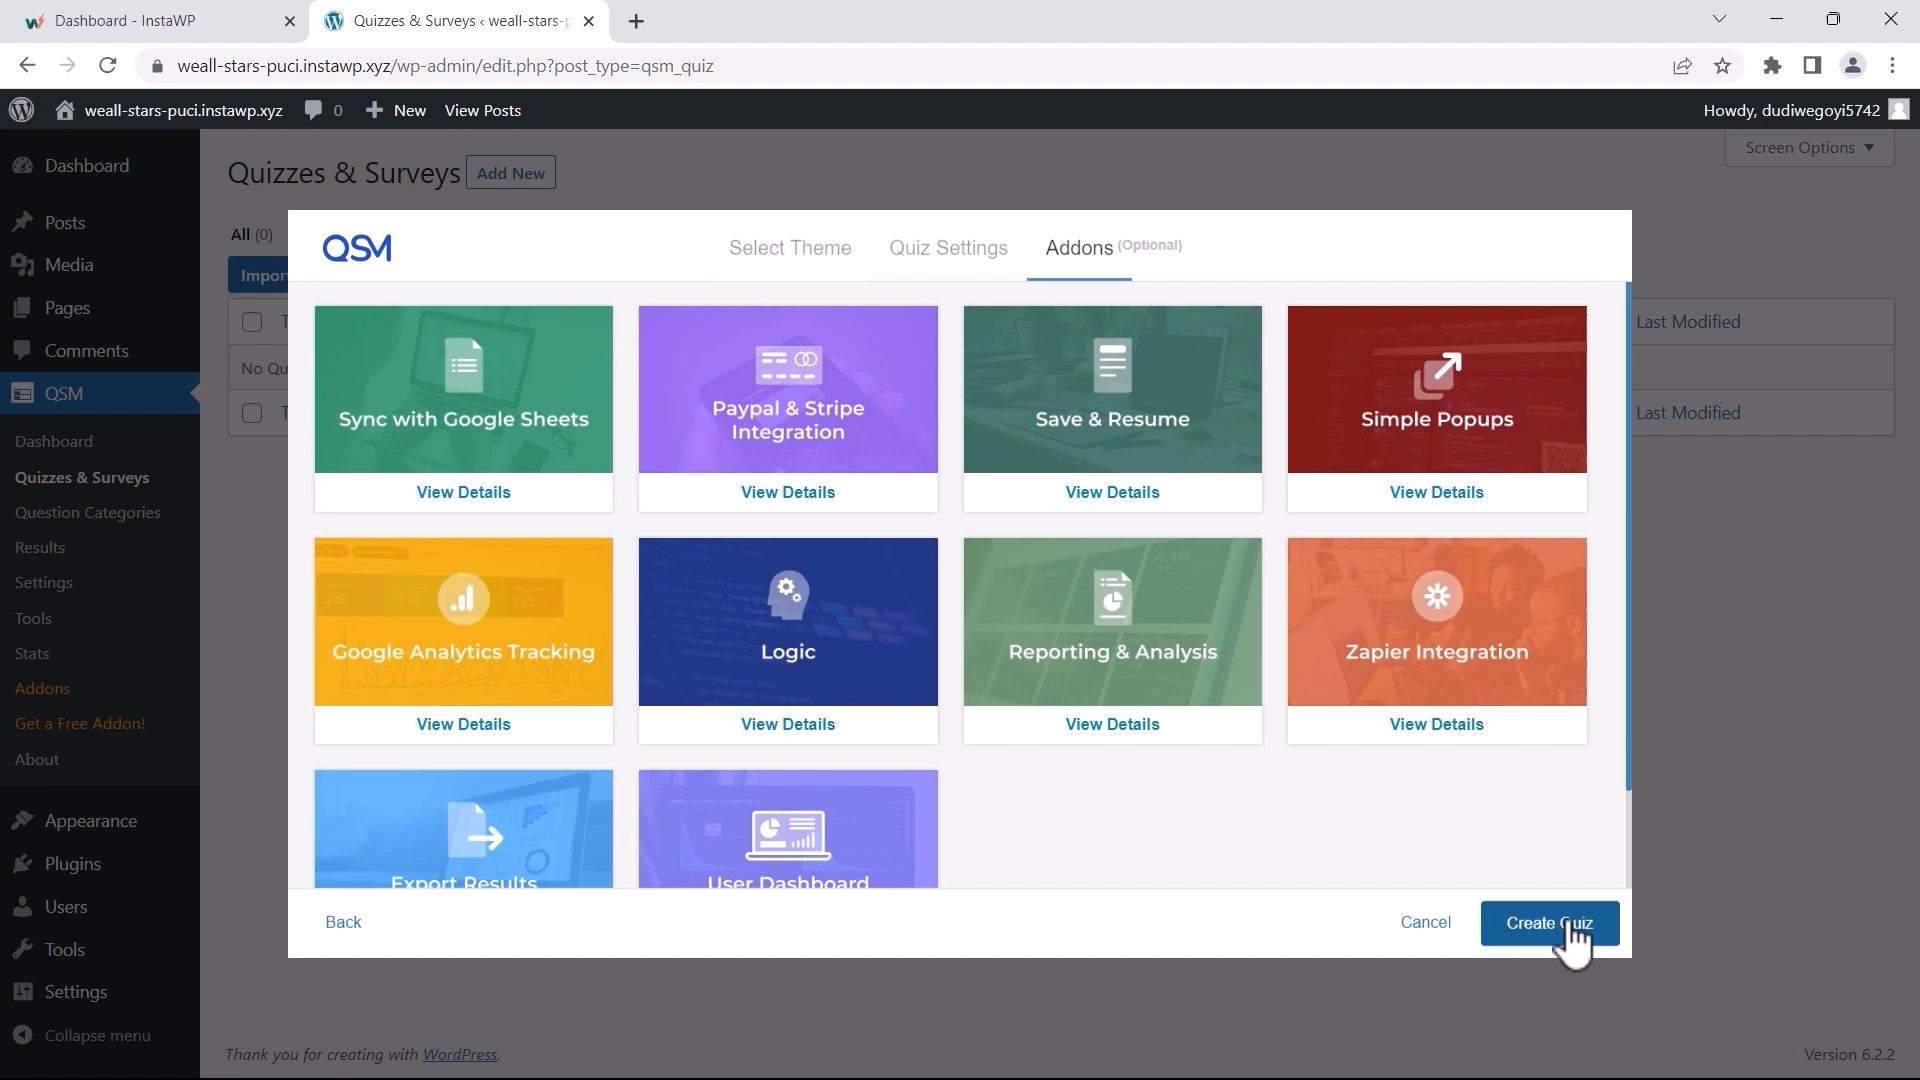 Dashboard - InstaWP
Quizzes & Surveys ‹ weall-stars-p
weall-stars-puci.instawp.xyz/wp-admin/edit.php?post_type=qsm_quiz
weall-stars-puci.instawp.xyz
0
New
View Posts
Howdy, dudiwegoyi5742
Dashboard
Posts
Media
Pages
Comments
QSM
Dashboard
Quizzes & Surveys
Question Categories
Results
Settings
Tools
Stats
Addons
Get a Free Addon!
About
Appearance
Plugins
Users
Tools
Settings
Collapse menu
Quizzes & Surveys
Add New
Screen Options
All (0)
Impor
T
Last Modified
No Qu
T
Last Modified
QSM
Select Theme
Quiz Settings
Addons (Optional)
Sync with Google Sheets
View Details
Paypal & Stripe
Integration
View Details
Save & Resume
View Details
Simple Popups
View Details
Google Analytics Tracking
View Details
Logic
View Details
Reporting & Analysis
View Details
Zapier Integration
View Details
Export Results
User Dashboard
Back
Cancel
Create Quiz
Thank you for creating with WordPress.
Version 6.2.2